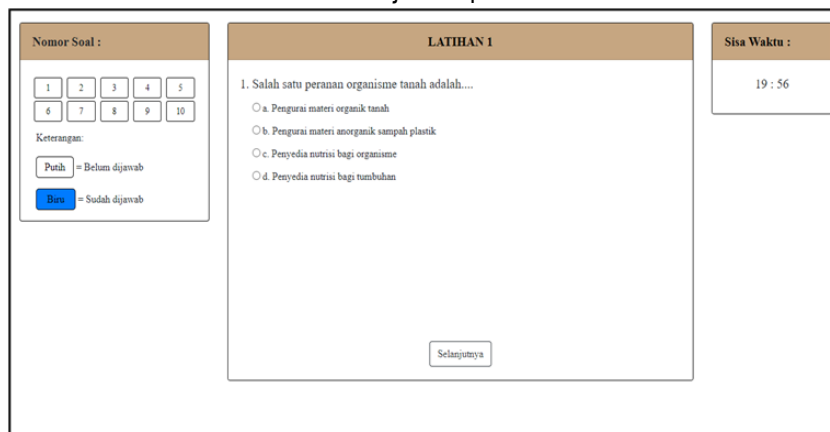 Nomor Soal :
1 2 3 4 5
6 7 8 9 10
Keterangan:
Putih = Belum dijawab
Biru = Sudah dijawab
LATIHAN 1
1. Salah satu peranan organisme tanah adalah....
a. Pengurai materi organik tanah
b. Pengurai materi anorganik sampah plastik
c. Penyedia nutrisi bagi organisme
d. Penyedia nutrisi bagi tumbuhan
Selanjutnya
Sisa Waktu :
19 : 56